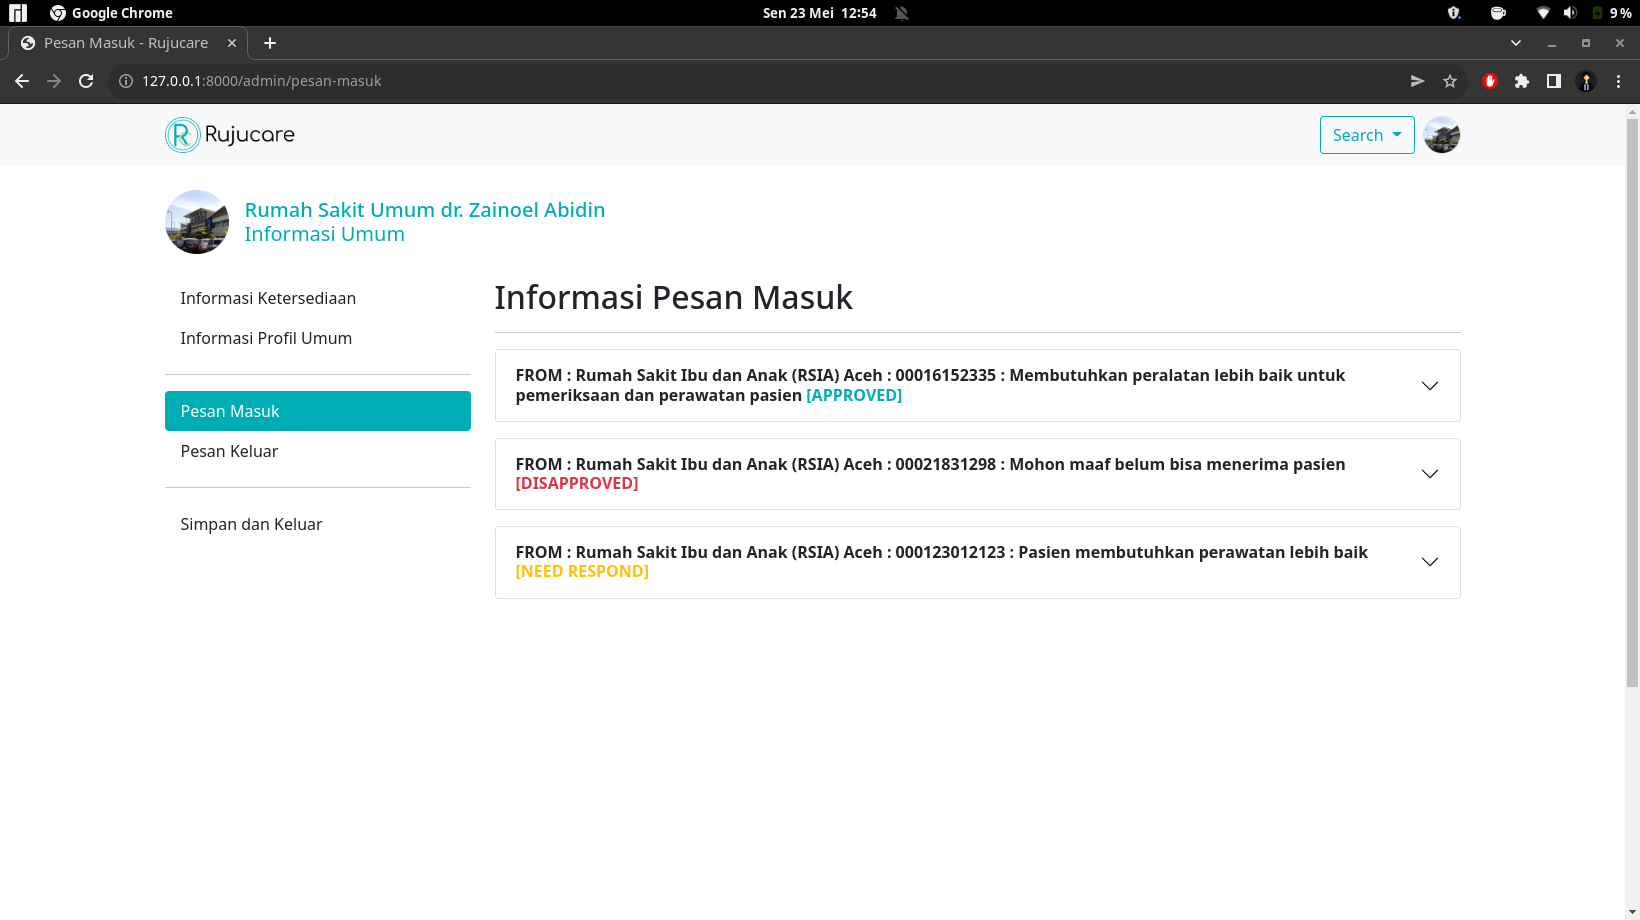 Google Chrome
Sen 23 Mei 12:54
9 %
Pesan Masuk - Rujucare
127.0.0.1:8000/admin/pesan-masuk
Rujucare
Search
Rumah Sakit Umum dr. Zainoel Abidin
Informasi Umum
Informasi Ketersediaan
Informasi Profil Umum
Pesan Masuk
Pesan Keluar
Simpan dan Keluar
Informasi Pesan Masuk
FROM : Rumah Sakit Ibu dan Anak (RSIA) Aceh : 00016152335 : Membutuhkan peralatan lebih baik untuk
pemeriksaan dan perawatan pasien [APPROVED]
FROM : Rumah Sakit Ibu dan Anak (RSIA) Aceh : 00021831298 : Mohon maaf belum bisa menerima pasien
[DISAPPROVED]
FROM : Rumah Sakit Ibu dan Anak (RSIA) Aceh : 000123012123 : Pasien membutuhkan perawatan lebih baik
[NEED RESPOND]